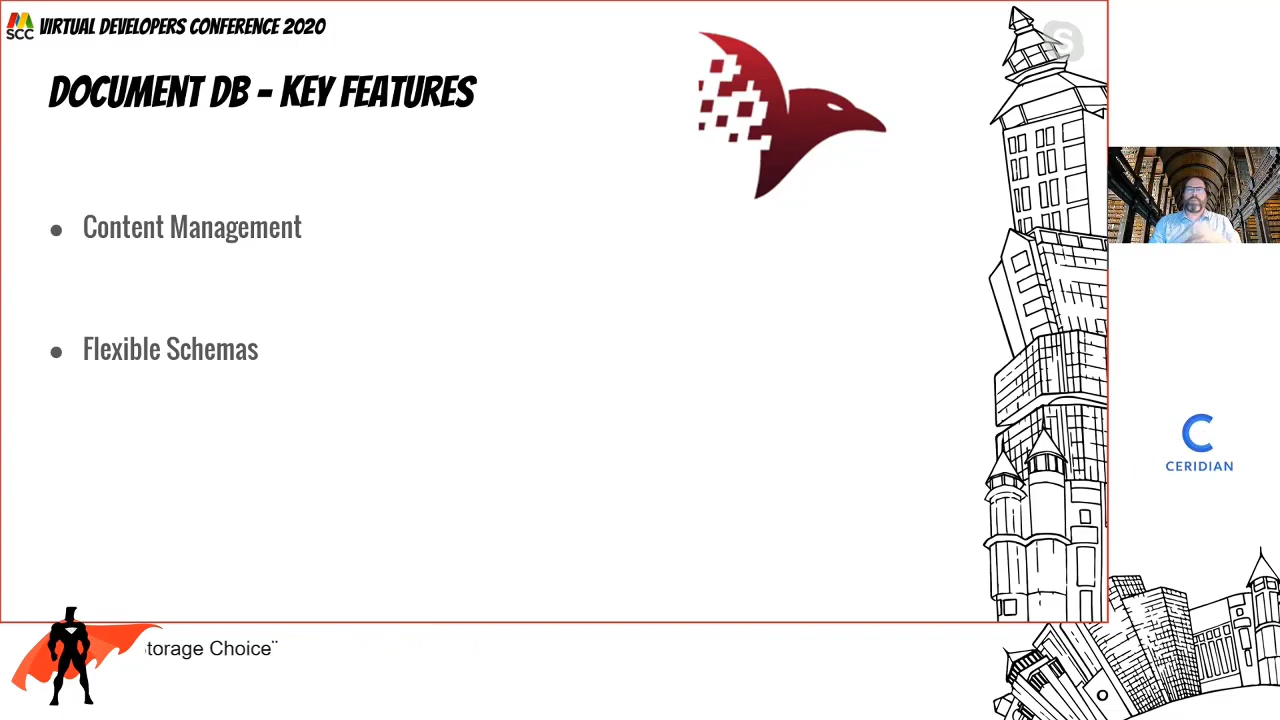 SCC VIRTUAL DEVELOPERS CONFERENCE 2020
DOCUMENT DB - KEY FEATURES
● Content Management
● Flexible Schemas
S
CERIDIAN
torage Choice¨